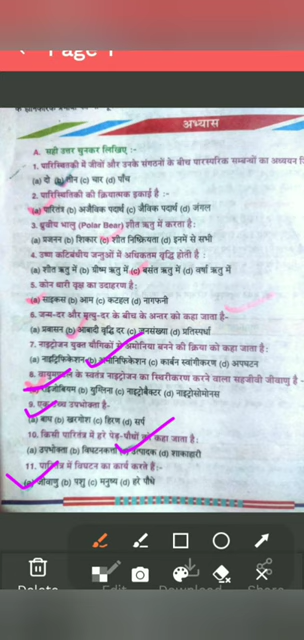 अभ्यास
A. सही उत्तर चुनकर लिखिए :-
1. पारिस्थितिकी में जीवों और उनके संगठनों के बीच पारस्परिक सम्बन्धों का अध्ययन
(a) दो (b) तीन (c) चार (d) पाँच
2. पारिस्थितिकी की क्रियात्मक इकाई है :-
(a) पारितंत्र (b) अजैविक पदार्थ (c) जैविक पदार्थ (d) जंगल
3. ध्रुवीय भालू (Polar Bear) शीत ऋतु में करता है :
(a) प्रजनन (b) शिकार (c) शीत निष्क्रियता (d) इनमें से सभी
4. उष्ण कटिबंधीय जन्तुओं में अधिकतम वृद्धि होती है :
(a) शीत ऋतु में (b) ग्रीष्म ऋतु में (c) बसंत ऋतु में (d) वर्षा ऋतु में
5. कोन धारी वृक्ष का उदाहरण है :
(a) साइकस (b) आम (c) कटहल (d) नागफनी
6. जन्म-दर और मृत्यु-दर के बीच के अन्तर को कहा जाता है-
(a) प्रवासन (b) आबादी वृद्धि दर (c) जनसंख्या (d) प्रतिस्पर्धा
7. नाइट्रोजन युक्त यौगिकों से अमोनिया बनने की क्रिया को कहा जाता है :
(a) नाइट्रिफिकेशन (b) अमोनिफिकेशन (c) कार्बन स्वांगीकरण (d) अपघटन
8. वायुमण्डल के स्वतंत्र नाइट्रोजन का स्थिरीकरण करने वाला सहजीवी जीवाणु है -
(a) राइजोबियम (b) युग्लिना (c) नाइट्रोबैक्टर (d) नाइट्रोसोमोनस
9. एक उच्च उपभोक्ता है-
(a) बाघ (b) खरगोश (c) हिरण (d) सर्प
10. किसी पारितंत्र में हरे पेड़-पौधों को कहा जाता है:
(a) उपभोक्ता (b) विघटनकर्ता (c) उत्पादक (d) शाकाहारी
11. पारितंत्र में विघटन का कार्य करते हैं:-
(a) जीवाणु (b) पशु (c) मनुष्य (d) हरे पौधे